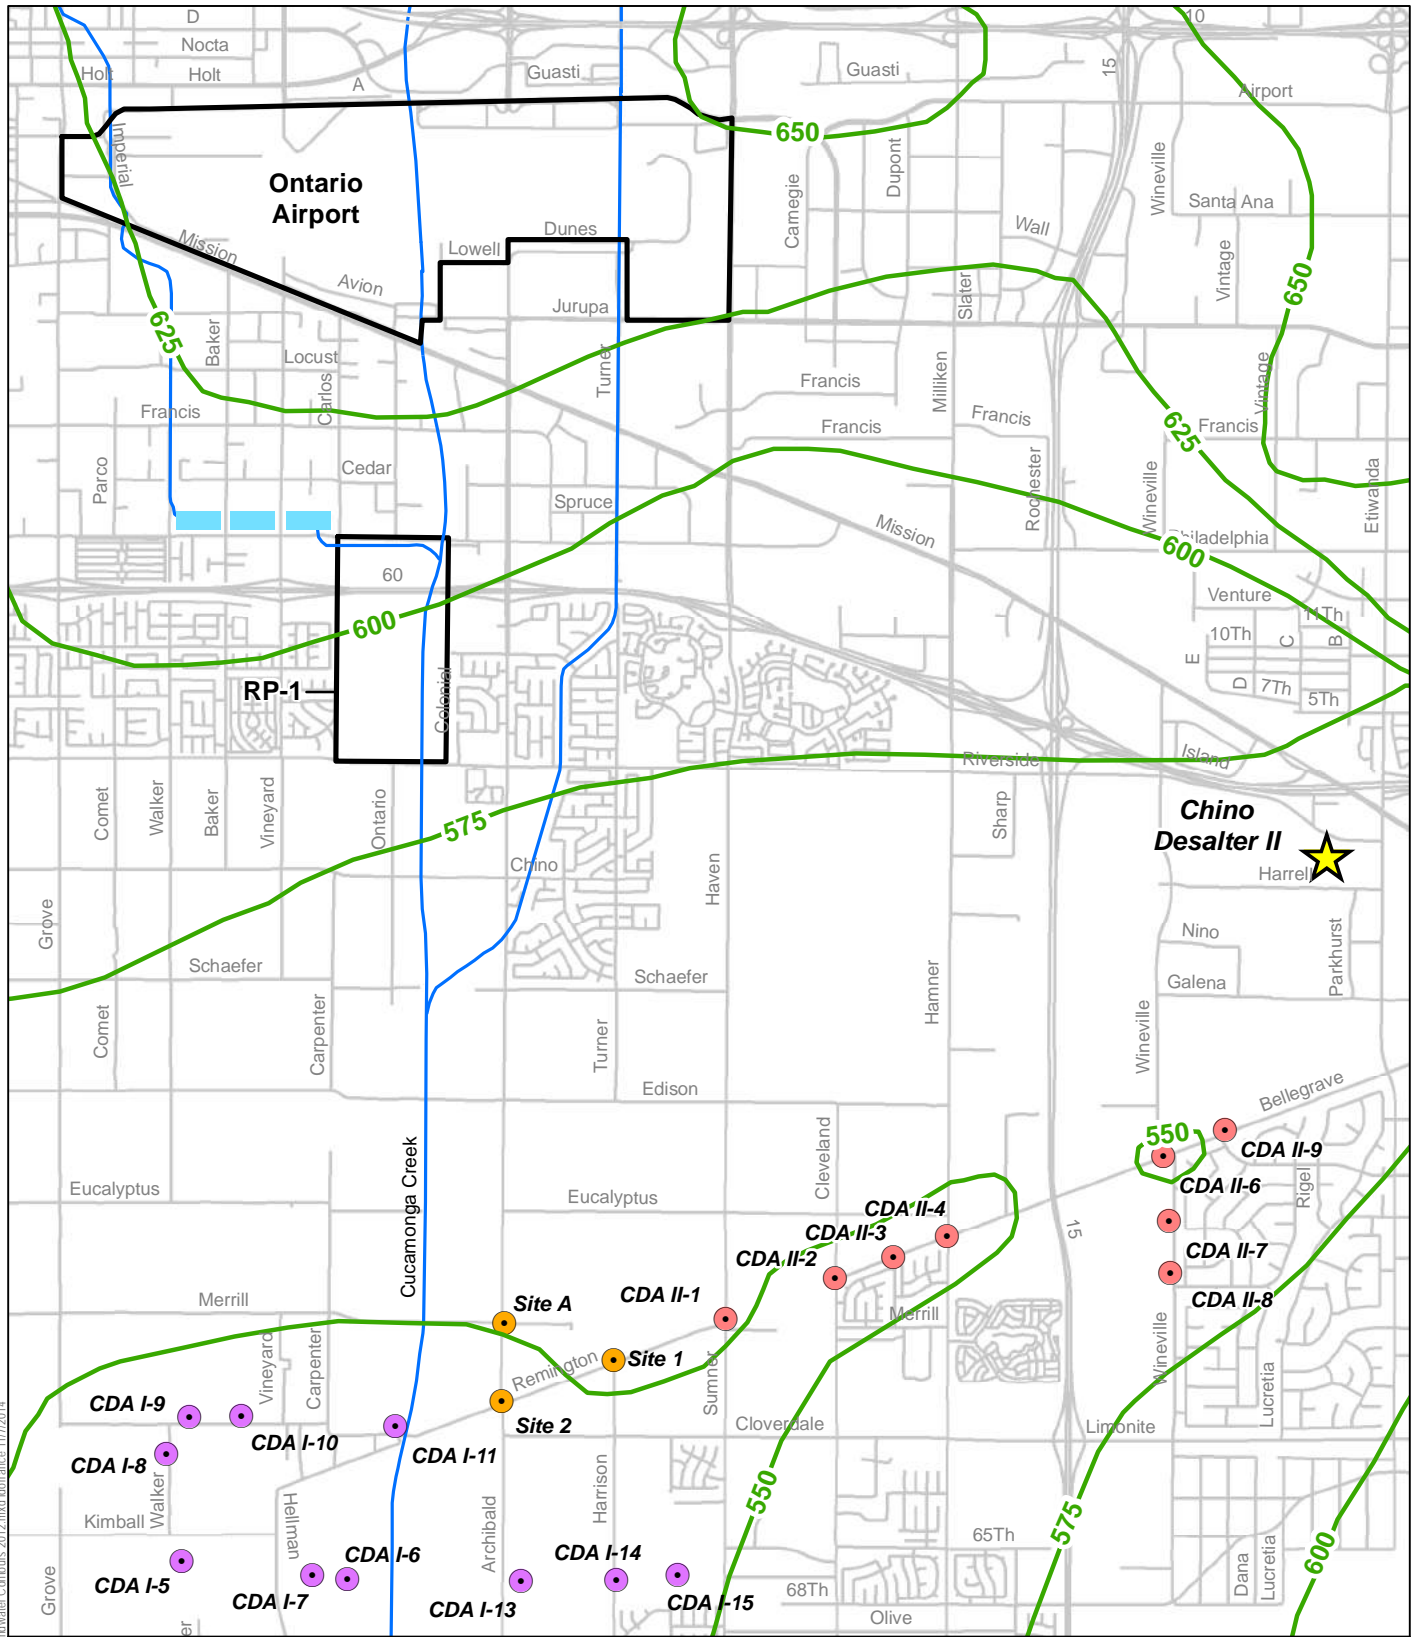 D
10
Nocta
Holt
Holt
A
Guasti
Guasti
15
Airport
650
Imperial
Ontario
Airport
Dupont
Wineville
Carmegie
Santa Ana
Wall
Vintage
Mission
Lowell
Dunes
Avion
Jurupa
Slater
650
625
Baker
Locust
Carlos
Turner
Francis
Milliken
Vintage
Francis
Francis
Francis
Francis
625
Cedar
Parco
Spruce
Rochester
Wineville
Etiwanda
Mission
Philadelphia
600
60
Venture
11Th
600
10Th
E
C
B
D
7Th
5Th
RP-1
Colonial
Riverside
Island
Comet
Walker
Baker
Vineyard
Ontario
575
Sharp
Chino
Desalter II
Chino
Haven
Harrell
Grove
Nino
Parkhurst
Schaefer
Schaefer
Galena
Hamner
Comet
Carpenter
Turner
Wineville
Edison
Bellegrave
Cucamonga Creek
Cleveland
550
CDA II-9
CDA II-6
Rigel
Eucalyptus
Eucalyptus
CDA II-4
CDA II-3
CDA II-2
15
CDA II-7
CDA II-8
Merrill
Site A
CDA II-1
Merrill
Vineyard
Carpenter
Remington
Site 1
Sumner
Wineville
Lucretia
CDA I-9
CDA I-10
Site 2
Cloverdale
Limonite
CDA I-11
CDA I-8
Walker
Kimball
Hellman
Archibald
Harrison
550
575
65Th
600
CDA I-5
CDA I-6
CDA I-7
CDA I-14
CDA I-13
CDA I-15
Grove
68Th
Olive
Dana
Lucretia
er